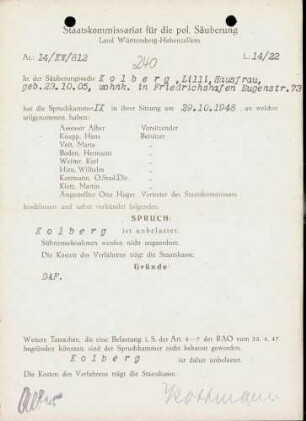 Staatskommissariat für die pol. Säuberung
Land Württemberg-Hohenzollern
Az.: 14/EV/812
L. 14/22
240
In der Säuberungssache: Kolberg, Lilli, Hausfrau,
geb. 23.10.05, wohnh. in Friedrichshafen Eugenstr. 73
hat die Spruchkammer IX in ihrer Sitzung am 29.10.1948, an welcher
teilgenommen haben:
Assessor Vorsitzender
Knapp, Hans Beisitzer
Veit, Maria "
Boden, Hermann "
Weimar, Karl "
Hirn, Wilhelm "
Kottmann, O.Stud.Dir. "
Klett, Martin "
Angestellter Otto Hager Vertreter des Staatskommissars
beschlossen und sofort verkündet folgenden
SPRUCH:
Kolberg ist unbelastet.
Sühnemaßnahmen werden nicht angeordnet.
Die Kosten des Verfahrens trägt die Staatskasse.
Gründe:
DAF.
Weitere Tatsachen, die eine Belastung i. S. der Art. 4-7 der RAO vom 24. 4. 47
begründen könnten, sind der Spruchkammer nicht bekannt geworden.
Kolberg ist daher unbelastet.
Die Kosten des Verfahrens trägt die Staatskasse.
Kottmann